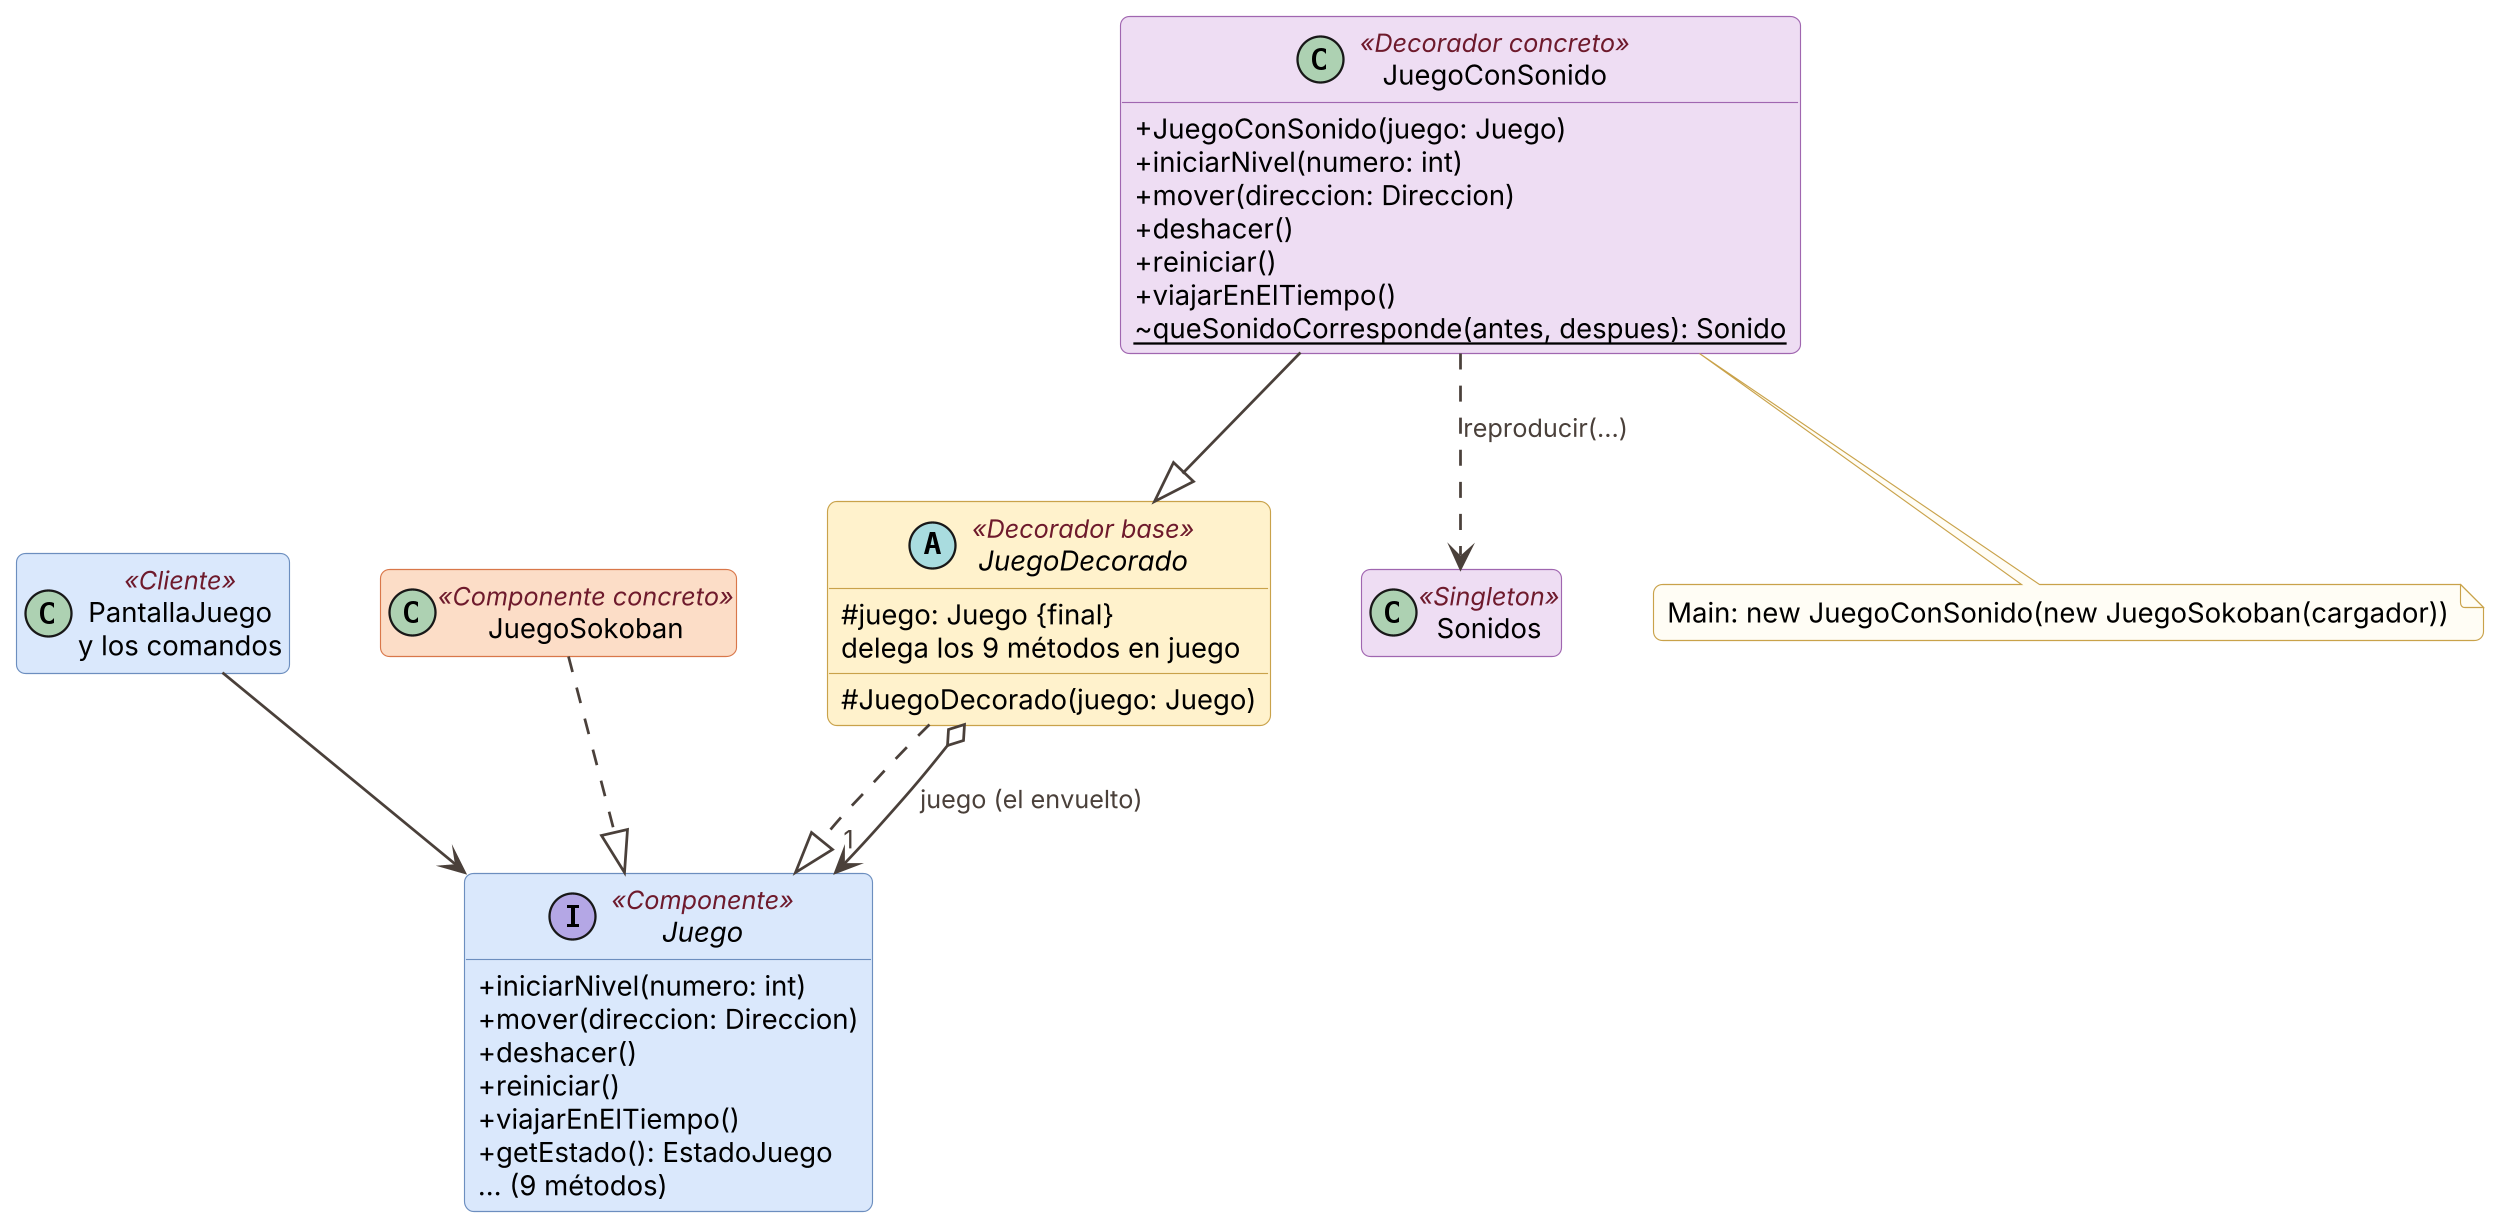 C
«Decorador concreto»
JuegoConSonido
+JuegoConSonido(juego: Juego)
+iniciarNivel(numero: int)
+mover(direccion: Direccion)
+deshacer()
+reiniciar()
+viajarEnElTiempo()
~queSonidoCorresponde(antes, despues): Sonido
reproducir(...)
C
«Cliente»
PantallaJuego
y los comandos
C
«Componente concreto»
JuegoSokoban
A
«Decorador base»
JuegoDecorado
#juego: Juego {final}
delega los 9 métodos en juego
#JuegoDecorado(juego: Juego)
C
«Singleton»
Sonidos
Main: new JuegoConSonido(new JuegoSokoban(cargador))
juego (el envuelto)
1
I
«Componente»
Juego
+iniciarNivel(numero: int)
+mover(direccion: Direccion)
+deshacer()
+reiniciar()
+viajarEnElTiempo()
+getEstado(): EstadoJuego
... (9 métodos)